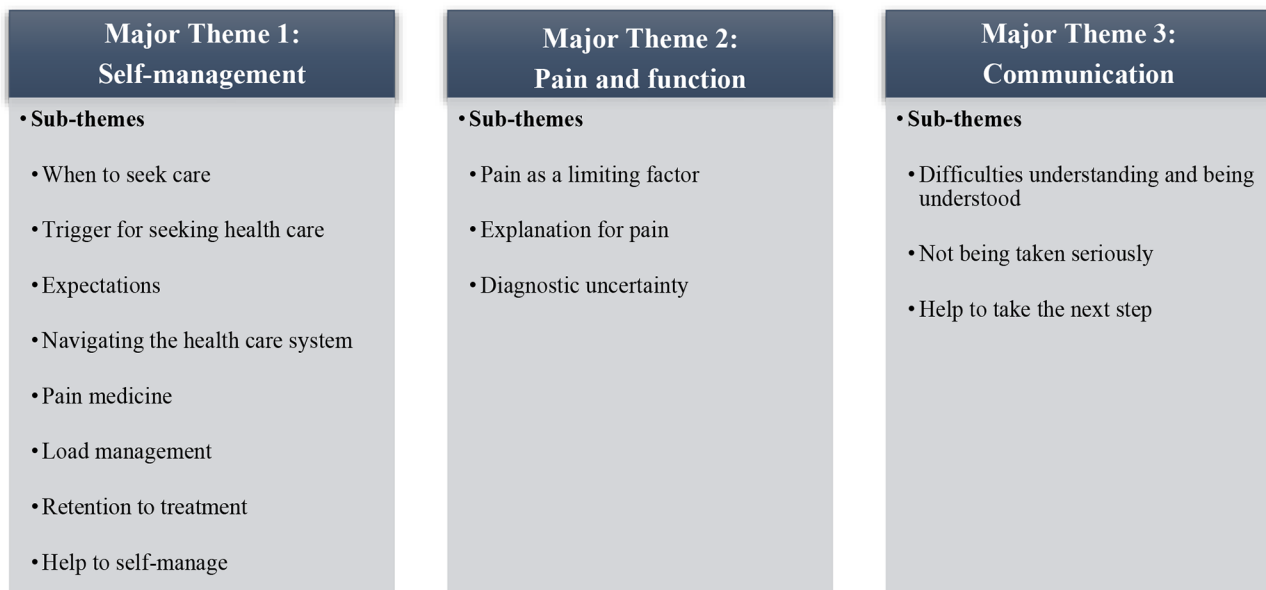 Major Theme 1:
Self-management
• Sub-themes
• When to seek care
• Trigger for seeking health care
• Expectations
• Navigating the health care system
• Pain medicine
• Load management
• Retention to treatment
• Help to self-manage
Major Theme 2:
Pain and function
• Sub-themes
• Pain as a limiting factor
• Explanation for pain
• Diagnostic uncertainty
Major Theme 3:
Communication
• Sub-themes
• Difficulties understanding and being
understood
• Not being taken seriously
• Help to take the next step